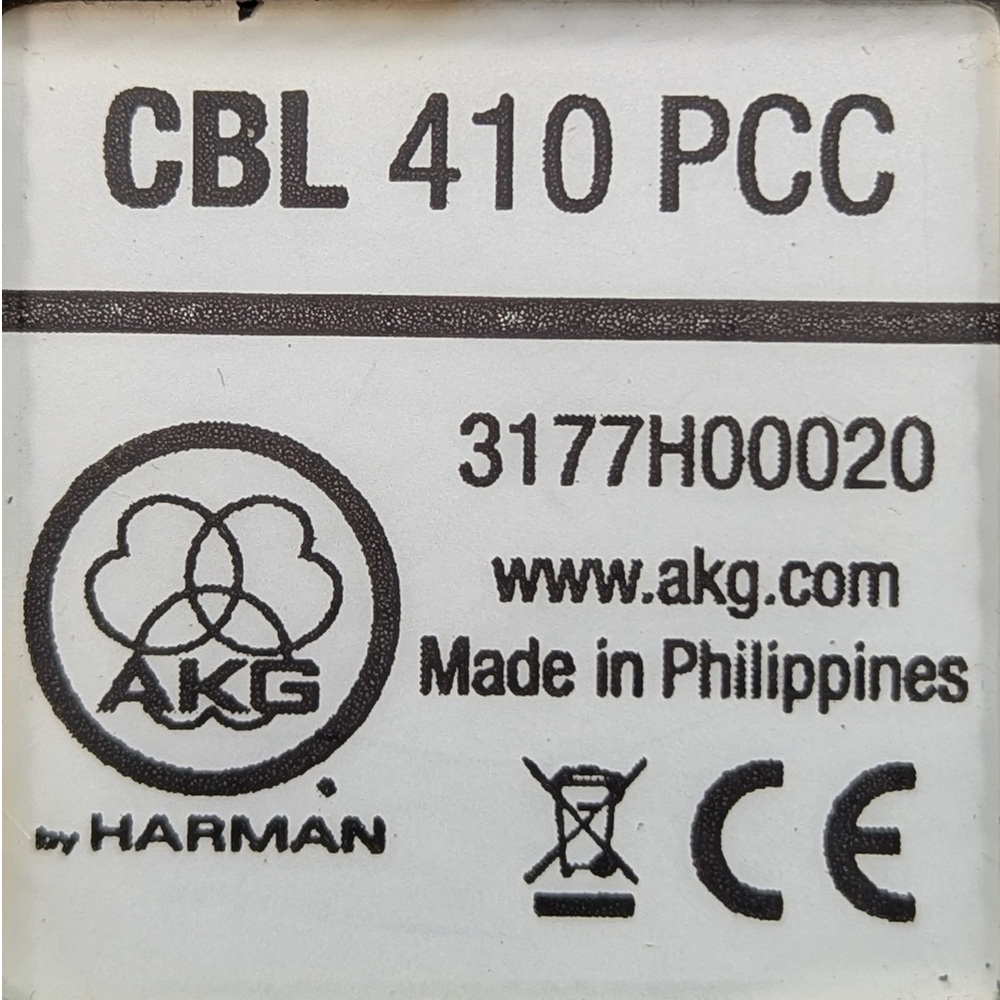 CBL 410 PCC
3177H00020
www.akg.com
Made in Philippines
AKG
by HARMAN
CE